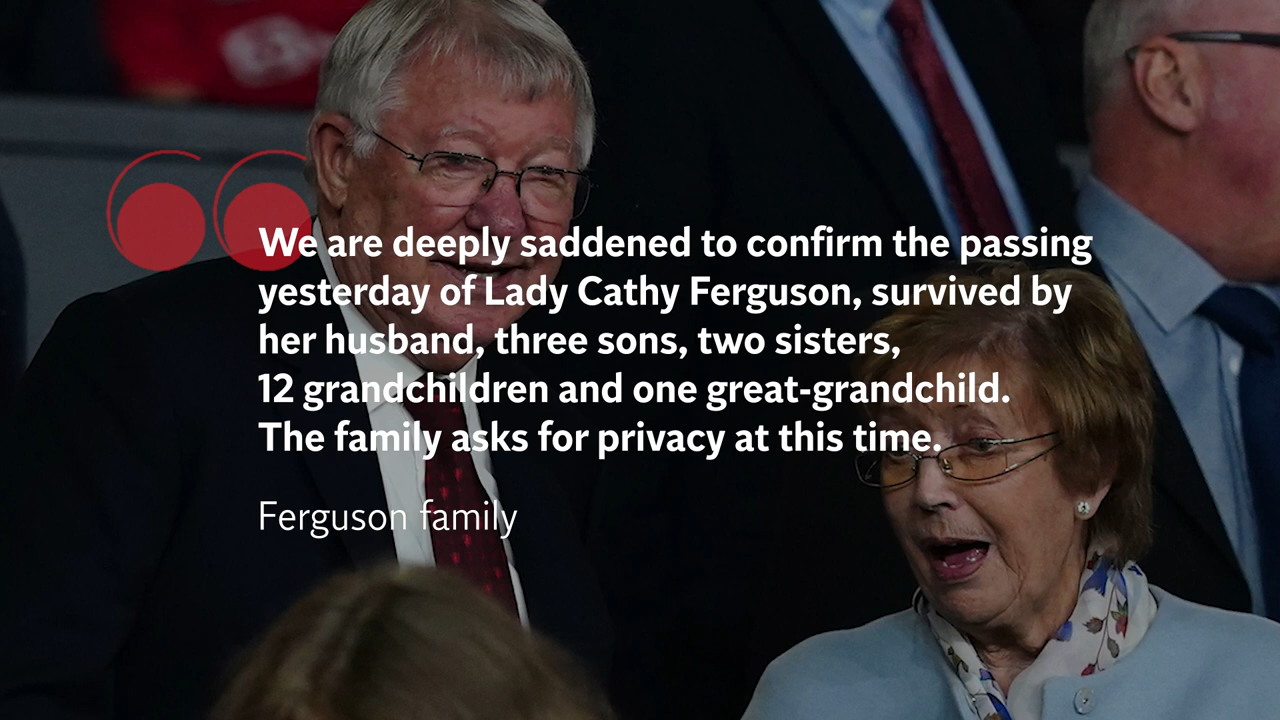 We are deeply saddened to confirm the passing
yesterday of Lady Cathy Ferguson, survived by
her husband, three sons, two sisters,
12 grandchildren and one great-grandchild.
The family asks for privacy at this time.
Ferguson family